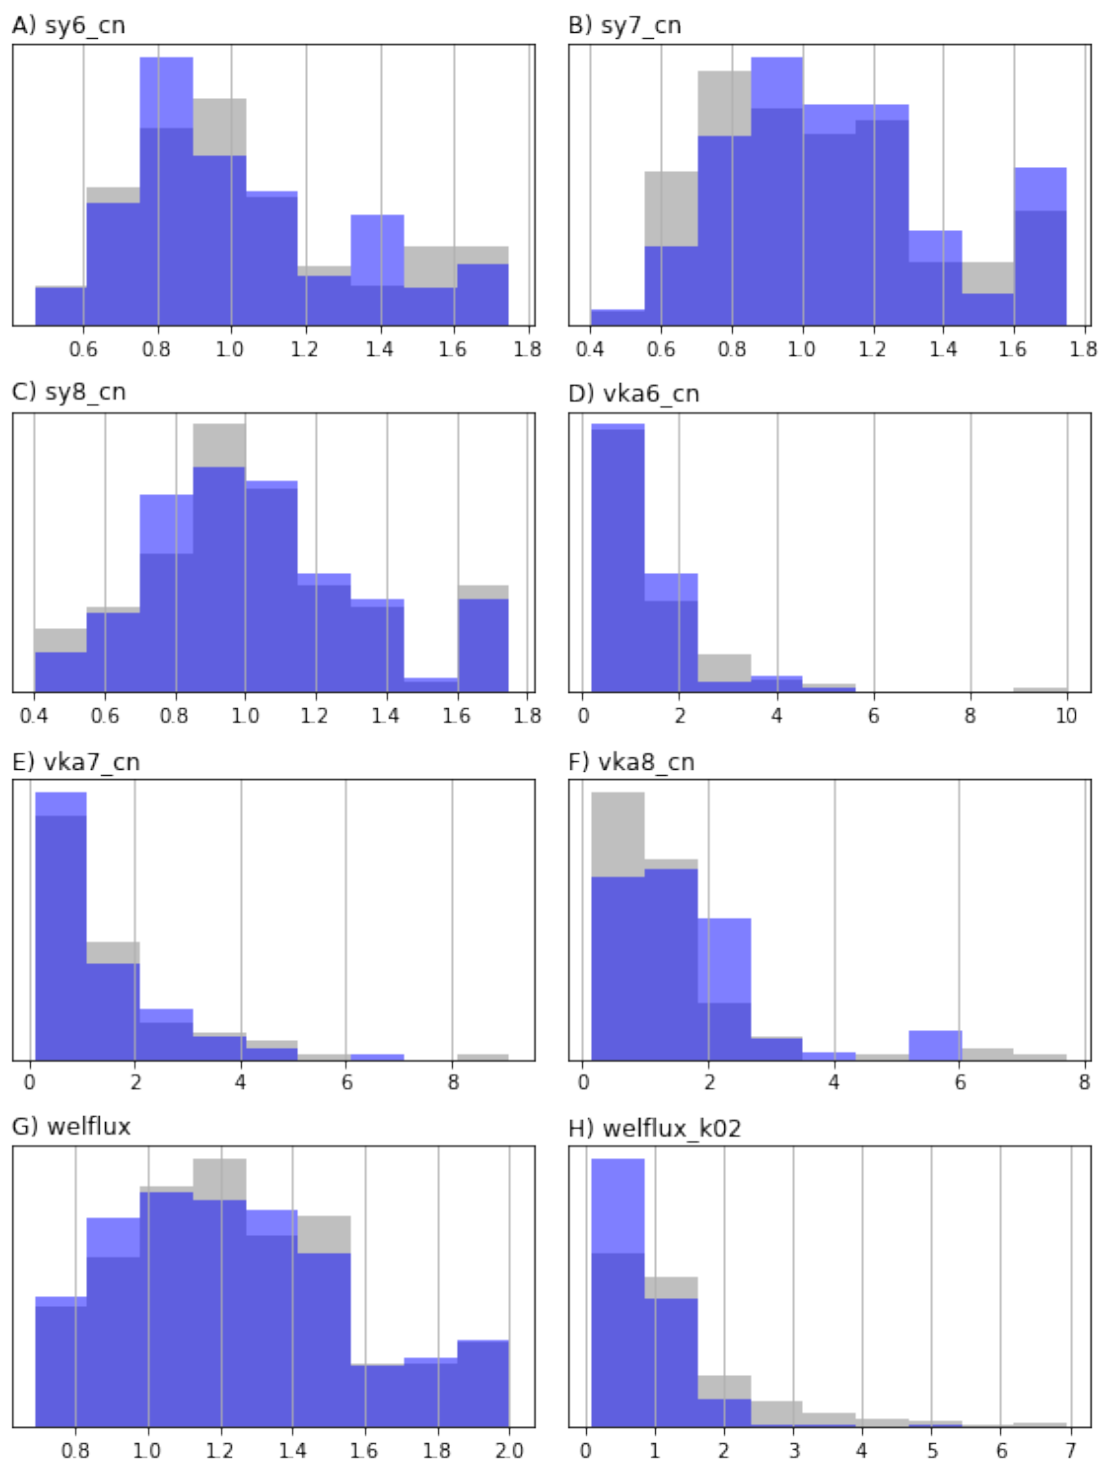 A) sy6_cn
0.6 0.8 1.0 1.2 1.4 1.6 1.8
B) sy7_cn
0.4 0.6 0.8 1.0 1.2 1.4 1.6 1.8
C) sy8_cn
0.4 0.6 0.8 1.0 1.2 1.4 1.6 1.8
D) vka6_cn
0 2 4 6 8 10
E) vka7_cn
0 2 4 6 8
F) vka8_cn
0 2 4 6 8
G) welflux
0.8 1.0 1.2 1.4 1.6 1.8 2.0
H) welflux_k02
0 1 2 3 4 5 6 7